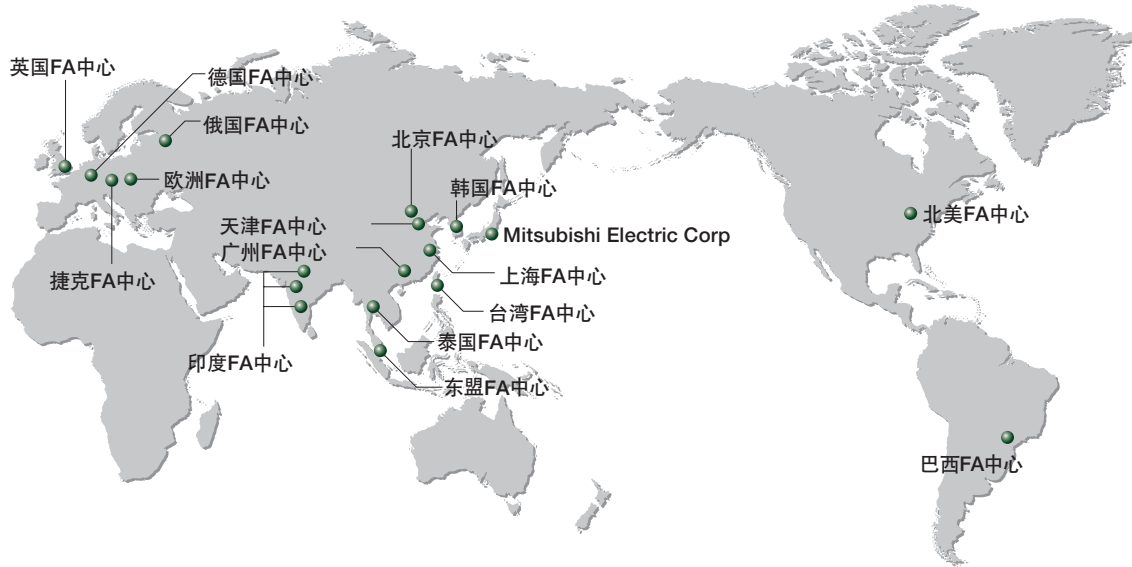 英国FA中心
德国FA中心
俄国FA中心
北京FA中心
欧洲FA中心
韩国FA中心
北美FA中心
天津FA中心
Mitsubishi Electric Corp
广州FA中心
捷克FA中心
上海FA中心
台湾FA中心
泰国FA中心
印度FA中心
东盟FA中心
巴西FA中心